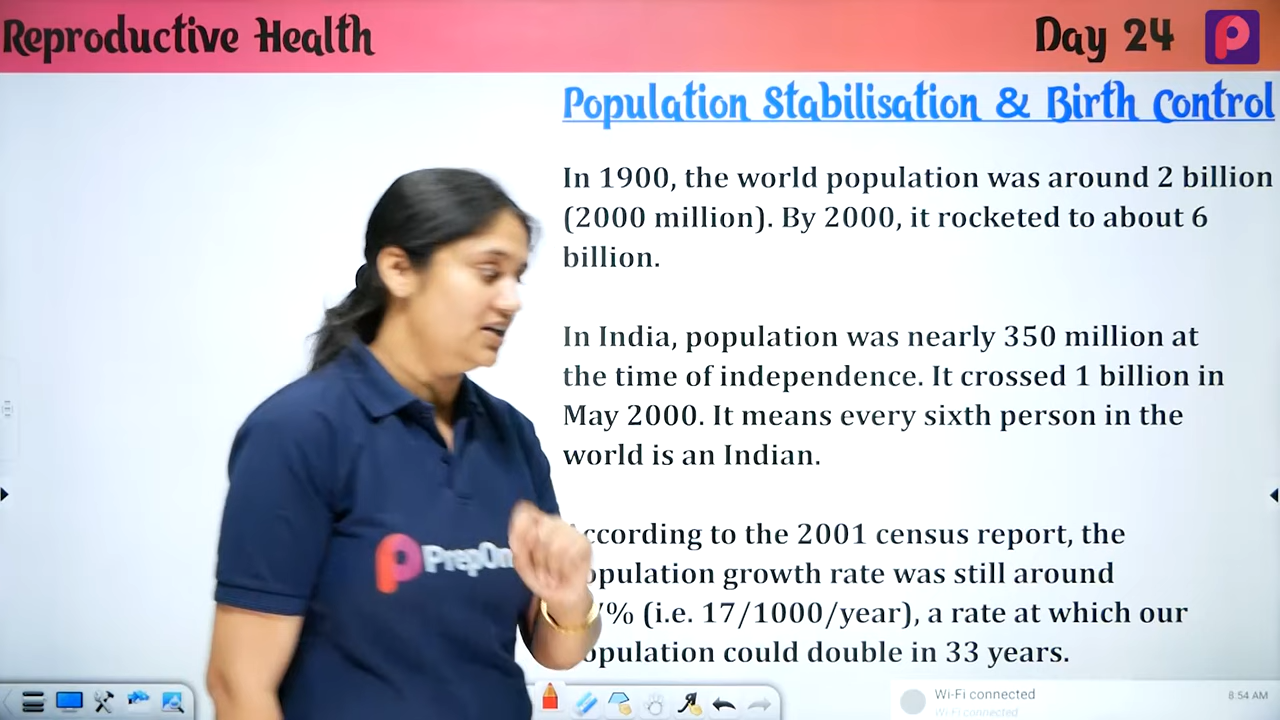 Reproductive Health
Day 24
Population Stabilisation & Birth Control
In 1900, the world population was around 2 billion
(2000 million). By 2000, it rocketed to about 6
billion.
In India, population was nearly 350 million at
the time of independence. It crossed 1 billion in
May 2000. It means every sixth person in the
world is an Indian.
ccording to the 2001 census report, the
opulation growth rate was still around
7% (i.e. 17/1000/year), a rate at which our
opulation could double in 33 years.
PrepOn
Wi-Fi connected
8:54 AM
Wi-Fi connected